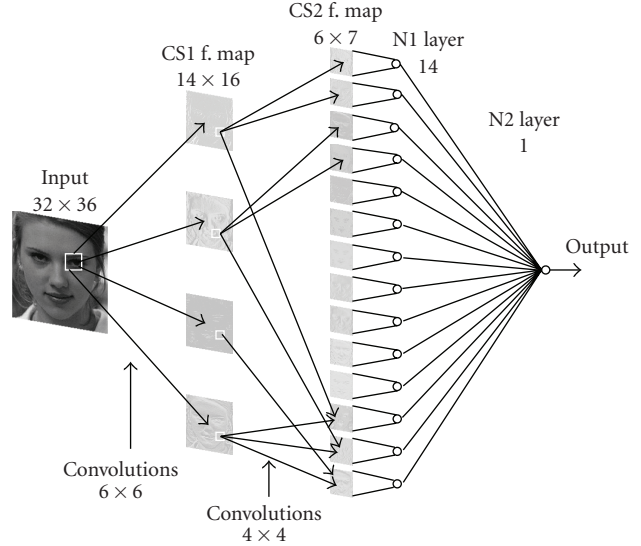 CS2 f. map
6 × 7
N1 layer
14
CS1 f. map
14 × 16
N2 layer
1
Input
32 × 36
Output
Convolutions
6 × 6
Convolutions
4 × 4